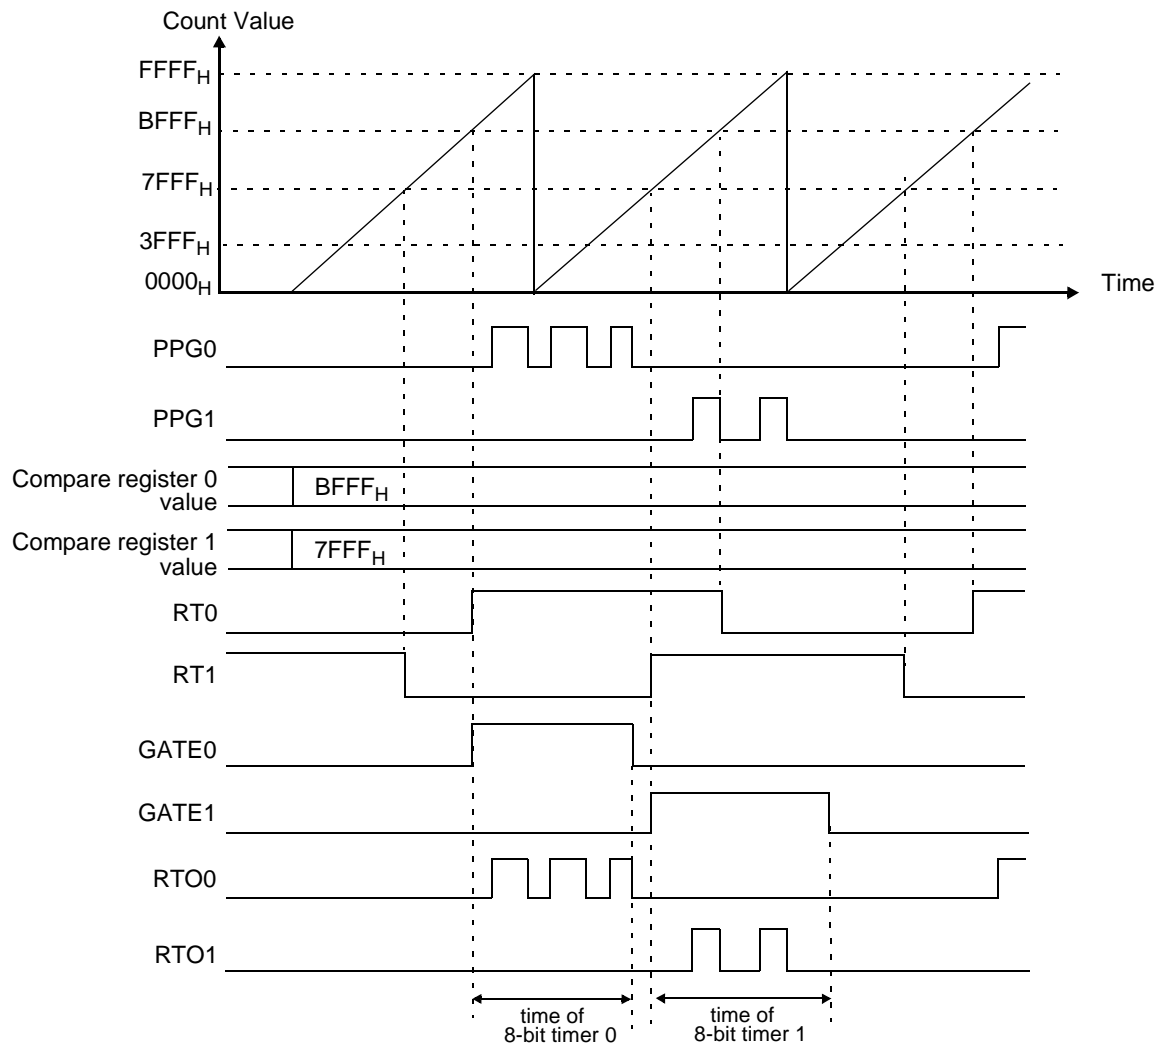 Count Value
FFFFH
BFFFH
7FFFH
3FFFH
0000H
Time
PPG0
PPG1
Compare register 0
value
BFFFH
Compare register 1
value
7FFFH
RT0
RT1
GATE0
GATE1
RTO0
RTO1
time of
8-bit timer 0
time of
8-bit timer 1